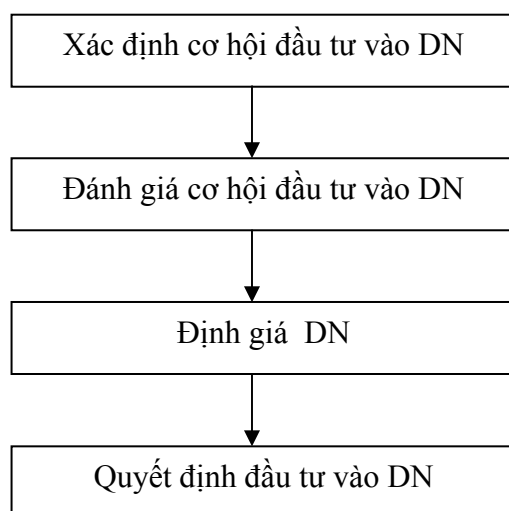 Xác định cơ hội đầu tư vào DN
Đánh giá cơ hội đầu tư vào DN
Định giá DN
Quyết định đầu tư vào DN